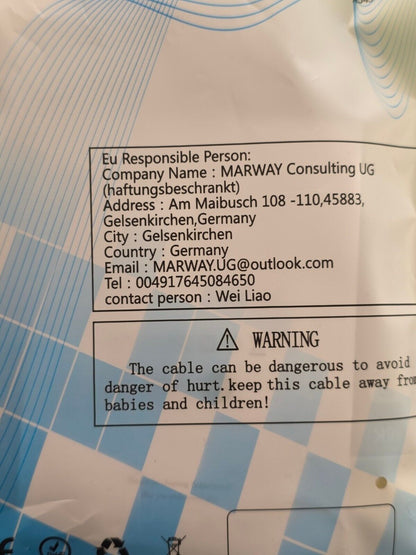 Eu Responsible Person:
Company Name : MARWAY Consulting UG
(haftungsbeschrankt)
Address : Am Maibusch 108 -110,45883,
Gelsenkirchen,Germany
City : Gelsenkirchen
Country : Germany
Email : MARWAY.UG@outlook.com
Tel : 004917645084650
contact person : Wei Liao
WARNING
The cable can be dangerous to avoid
danger of hurt.keep this cable away from
babies and children!